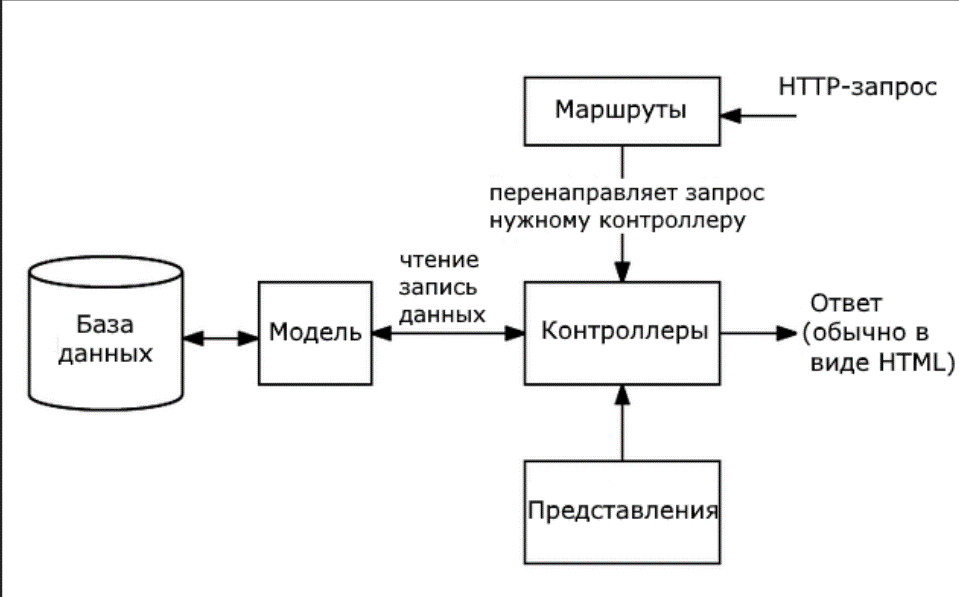 HTTP-запрос
Маршруты
перенаправляет запрос
нужному контроллеру
чтение
запись
данных
База
данных
Модель
Контроллеры
Ответ
(обычно в
виде HTML)
Представления